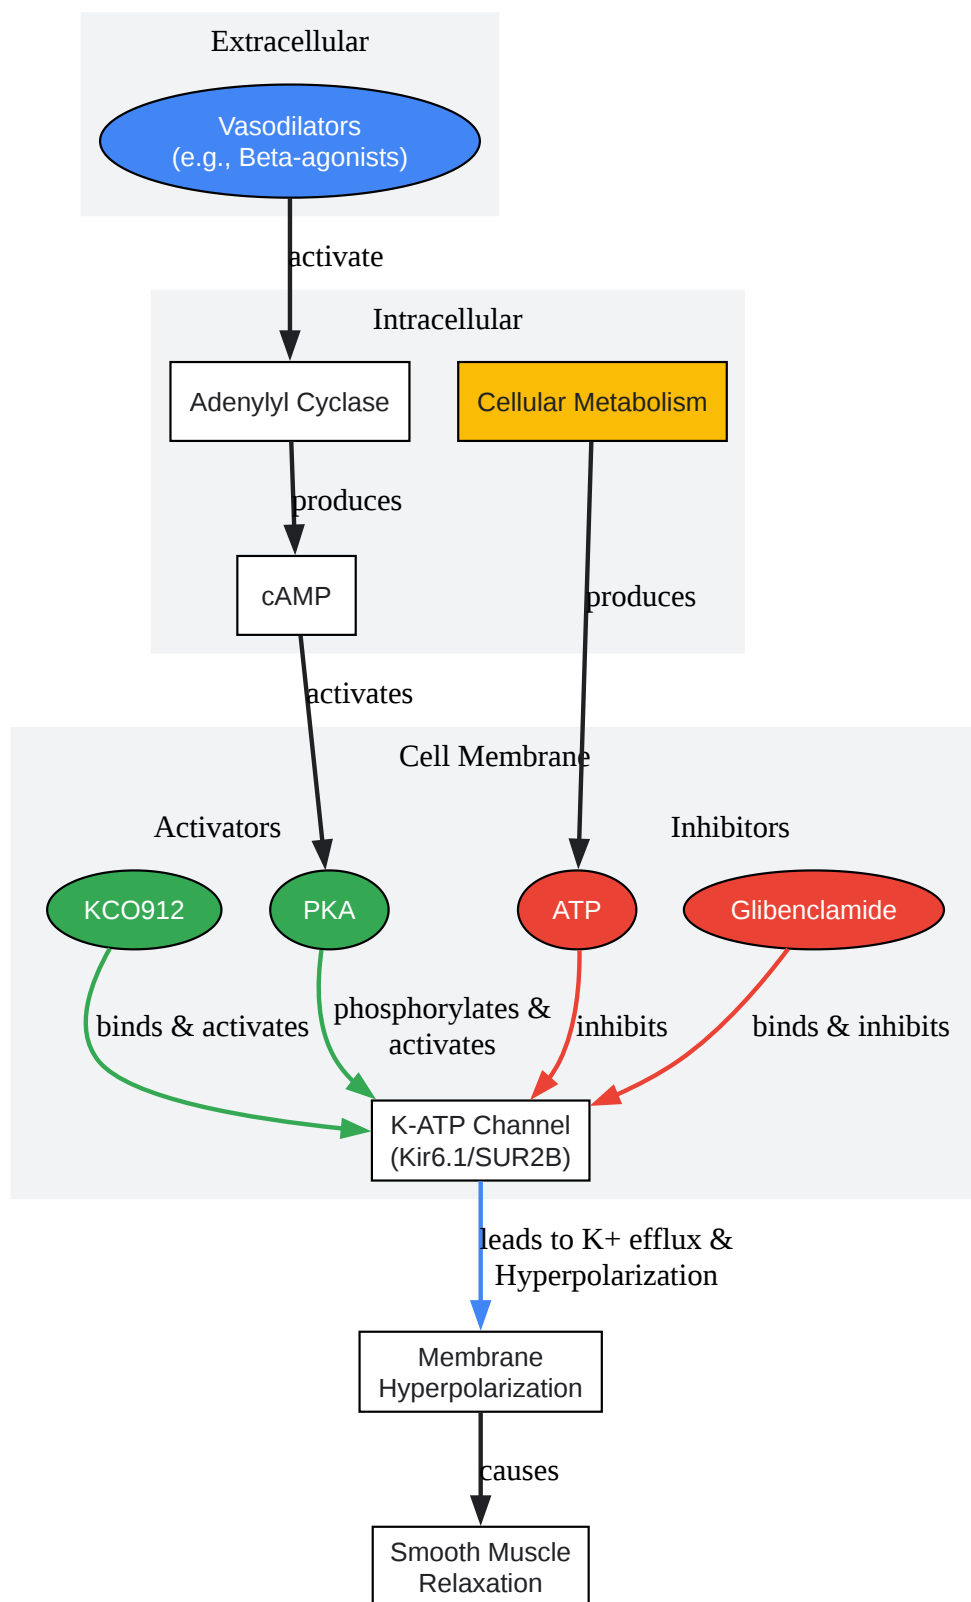 Extracellular
Vasodilators
(e.g., Beta-agonists)
activate
Intracellular
Adenylyl Cyclase
Cellular Metabolism
produces
cAMP
produces
activates
Cell Membrane
Activators
Inhibitors
KCO912
PKA
ATP
Glibenclamide
binds & activates
phosphorylates &
activates
inhibits
binds & inhibits
K-ATP Channel
(Kir6.1/SUR2B)
leads to K+ efflux &
Hyperpolarization
Membrane
Hyperpolarization
causes
Smooth Muscle
Relaxation